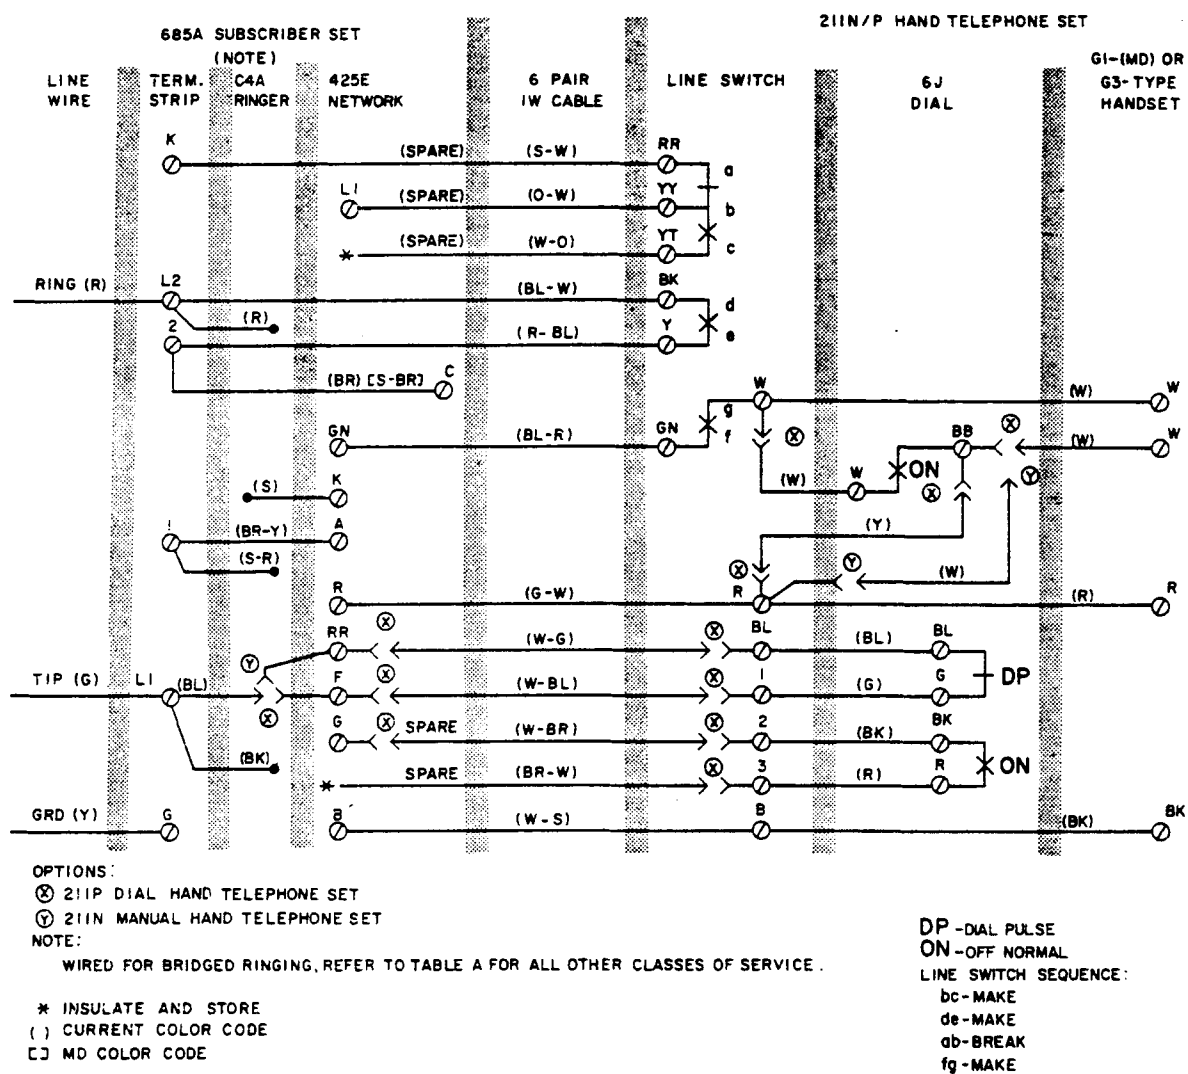 211N/P HAND TELEPHONE SET
685A SUBSCRIBER SET
(NOTE)
G1-(MD) OR
LINE TERM. C4A 425E 6 PAIR LINE SWITCH 6J G3-TYPE
WIRE STRIP RINGER NETWORK IW CABLE DIAL HANDSET
K RR
(SPARE) (S-W) a
L1 YY
(SPARE) (O-W) b
YT
* (SPARE) (W-O) c
RING (R) L2 (BL-W) BK d
(R)
2 (R-BL) Y e
(BR) [S-BR] C
W (W) W
g
GN (BL-R) GN f X BB X (W) W
(S) K (W) W ON X Y
1 (BR-Y) A (Y)
(S-R) X Y (W)
R (G-W) R (R) R
RR X (W-G) X BL (BL) BL
Y DP
TIP (G) L1 (BL) F X (W-BL) X 1 (G) G
X
G X SPARE (W-BR) X 2 (BK) BK
(BK) ON
* SPARE (BR-W) X 3 (R) R
GRD (Y) G B (W-S) B (BK) BK
OPTIONS:
X 211P DIAL HAND TELEPHONE SET
Y 211N MANUAL HAND TELEPHONE SET
NOTE:
WIRED FOR BRIDGED RINGING, REFER TO TABLE A FOR ALL OTHER CLASSES OF SERVICE.
* INSULATE AND STORE
( ) CURRENT COLOR CODE
[ ] MD COLOR CODE
DP -DIAL PULSE
ON -OFF NORMAL
LINE SWITCH SEQUENCE:
bc-MAKE
de-MAKE
ab-BREAK
fg-MAKE